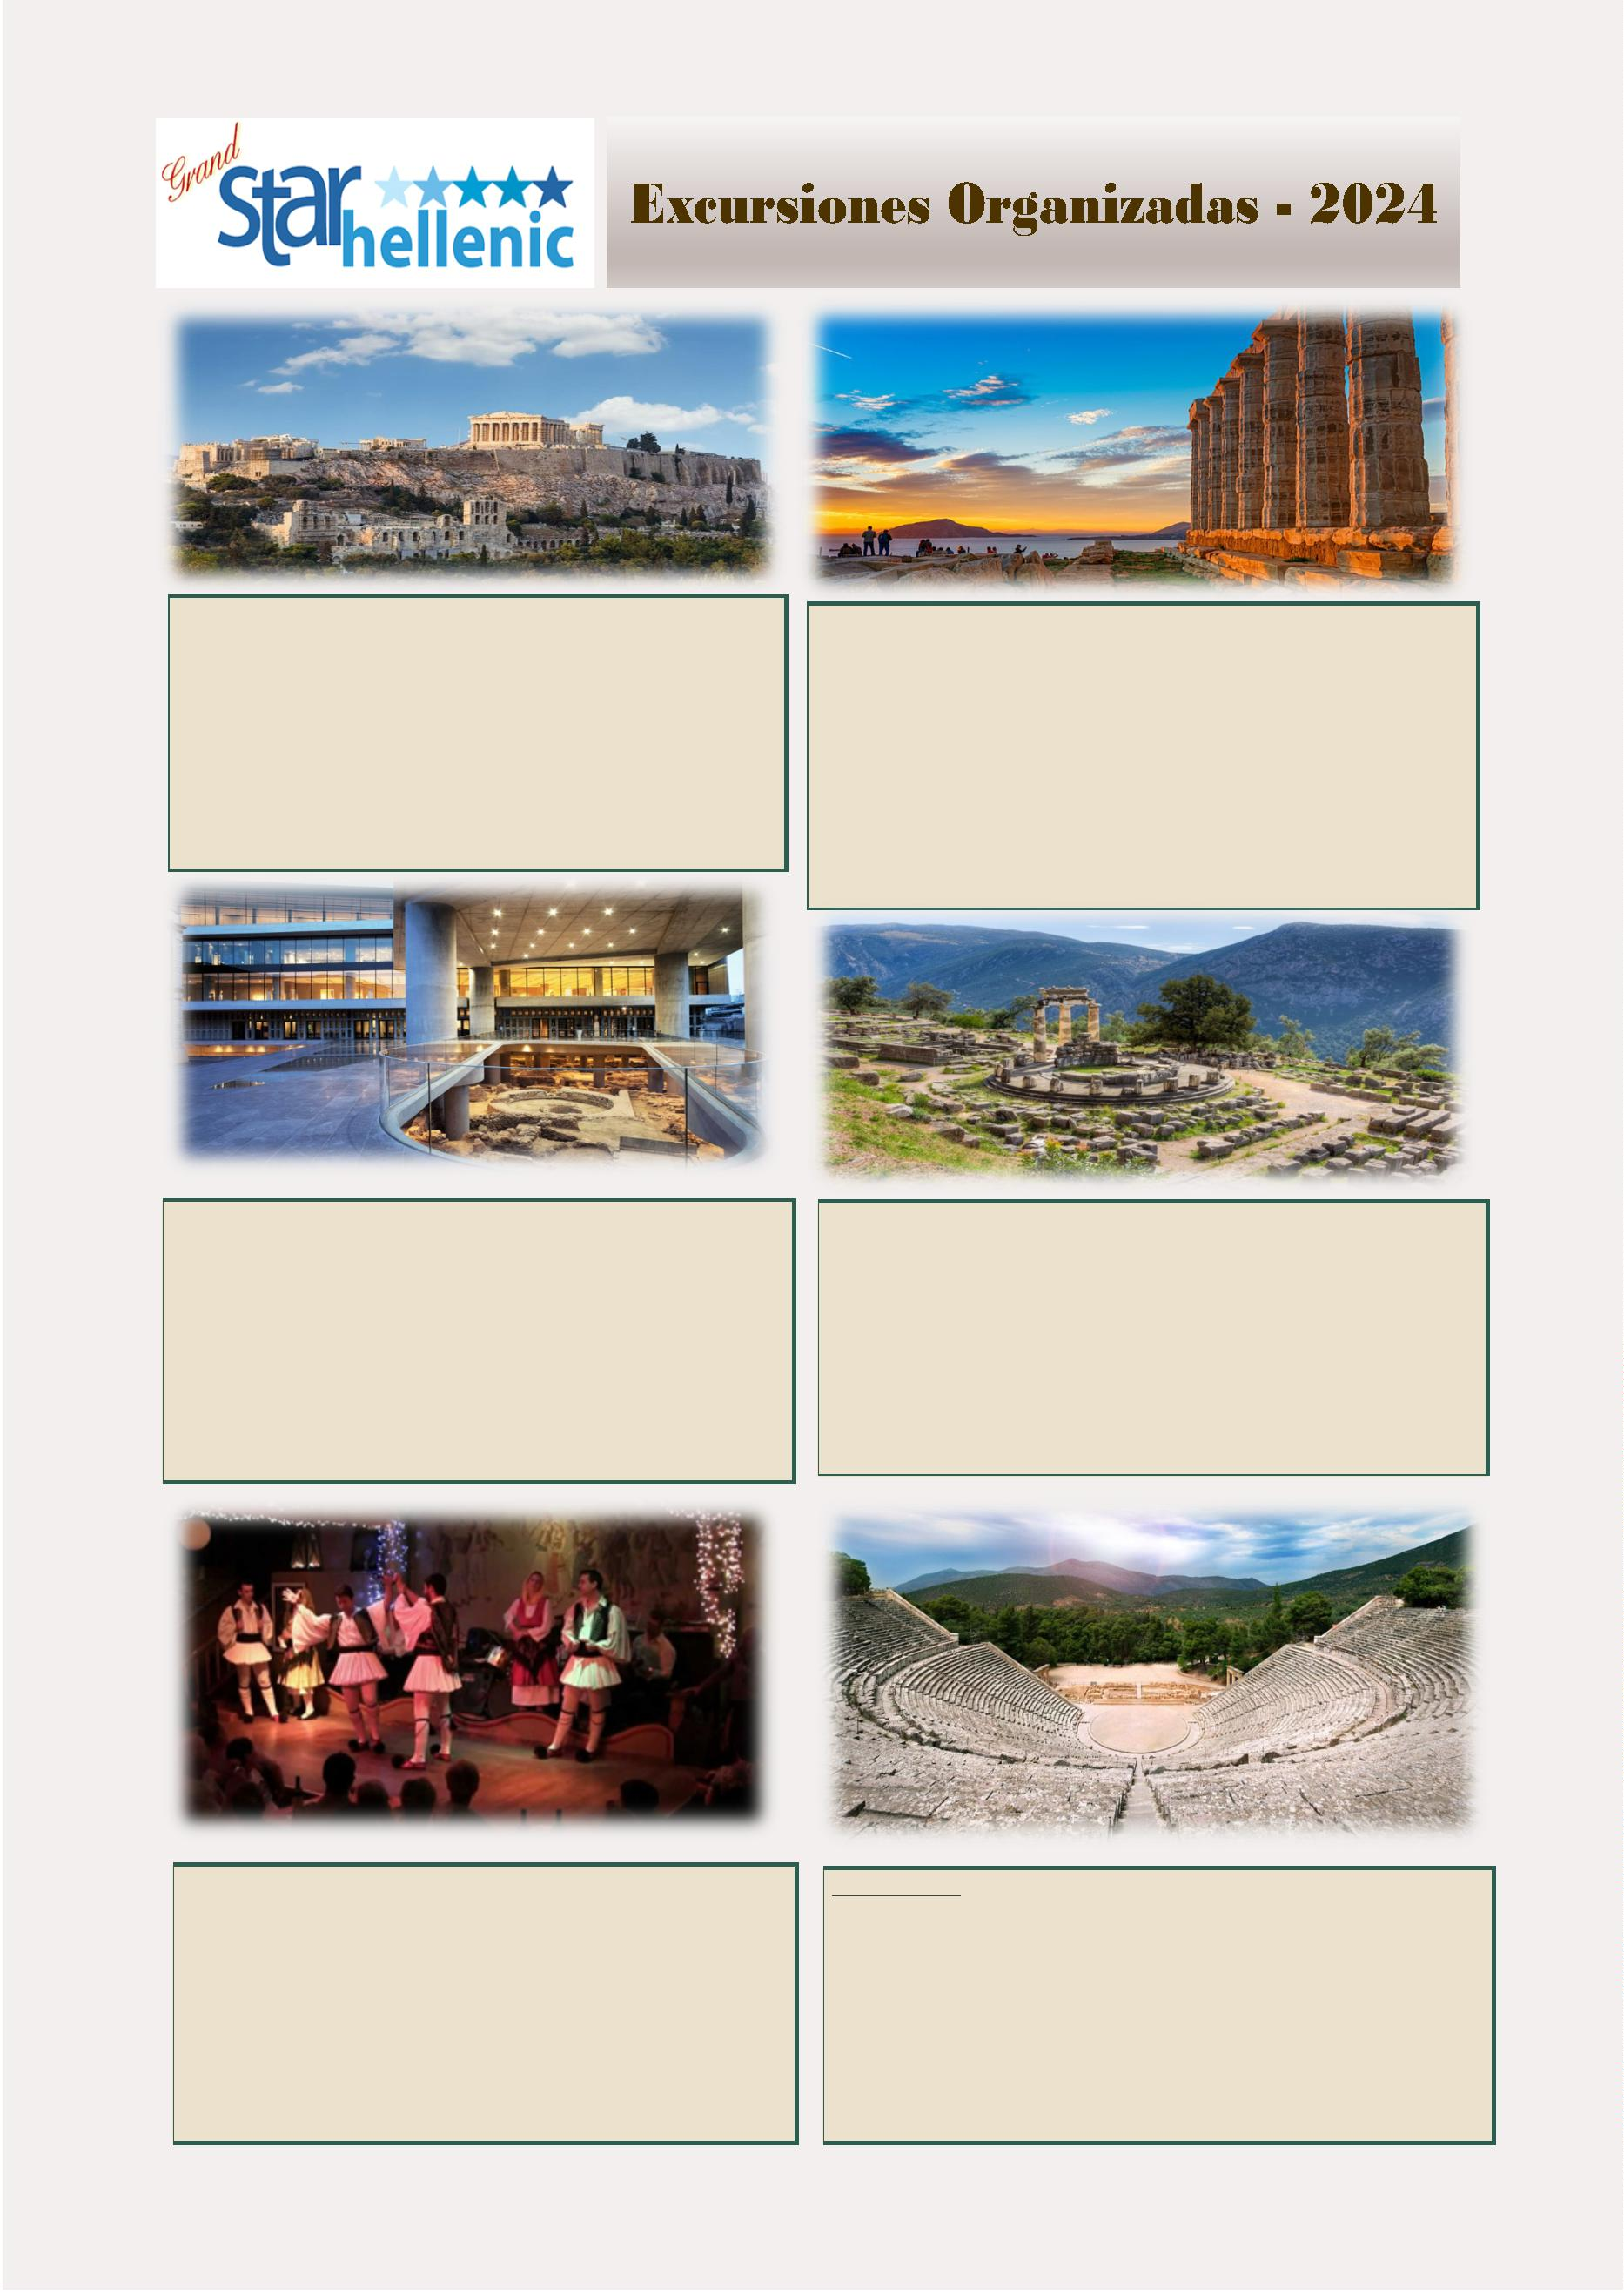 Grand
Star
hellenic
Excursiones Organizadas - 2024